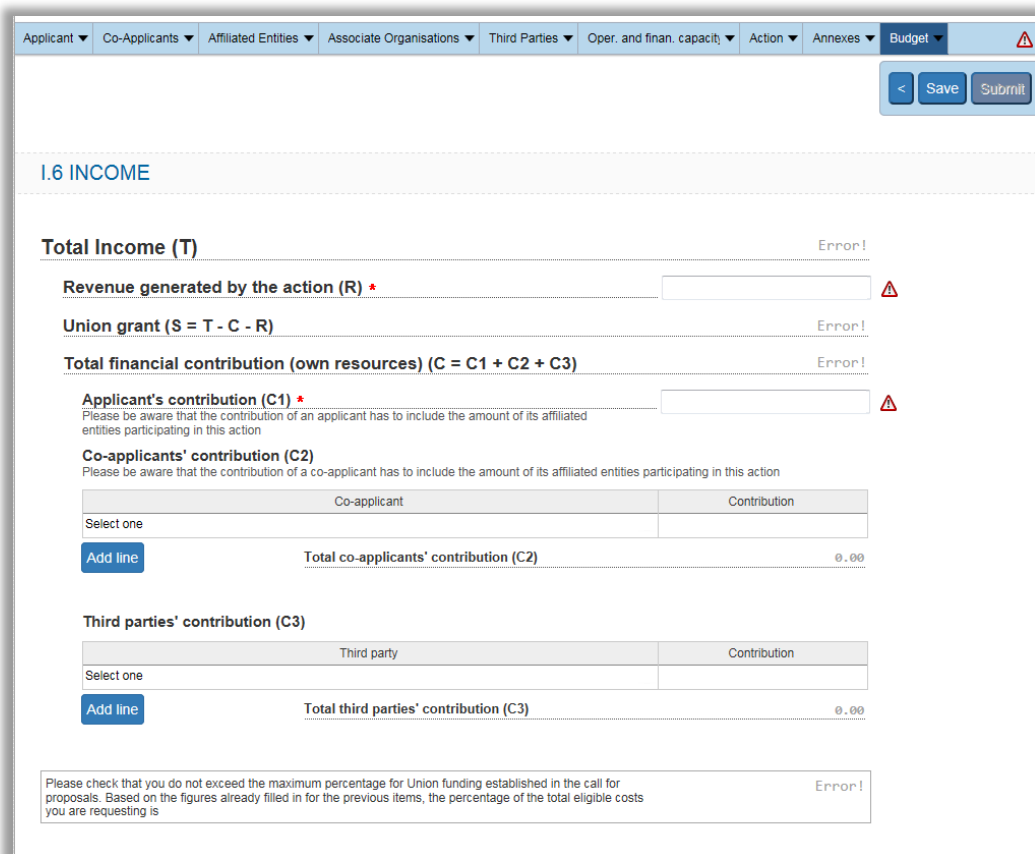 Applicant ▼ Co-Applicants ▼ Affiliated Entities ▼ Associate Organisations ▼ Third Parties ▼ Oper. and finan. capacity ▼ Action ▼ Annexes ▼ Budget ▼
< Save Submit
I.6 INCOME
Total Income (T) Error!
Revenue generated by the action (R) *
Union grant (S = T - C - R) Error!
Total financial contribution (own resources) (C = C1 + C2 + C3) Error!
Applicant's contribution (C1) *
Please be aware that the contribution of an applicant has to include the amount of its affiliated
entities participating in this action
Co-applicants' contribution (C2)
Please be aware that the contribution of a co-applicant has to include the amount of its affiliated entities participating in this action
Co-applicant Contribution
Select one
Add line Total co-applicants' contribution (C2) 0.00
Third parties' contribution (C3)
Third party Contribution
Select one
Add line Total third parties' contribution (C3) 0.00
Please check that you do not exceed the maximum percentage for Union funding established in the call for Error!
proposals. Based on the figures already filled in for the previous items, the percentage of the total eligible costs
you are requesting is